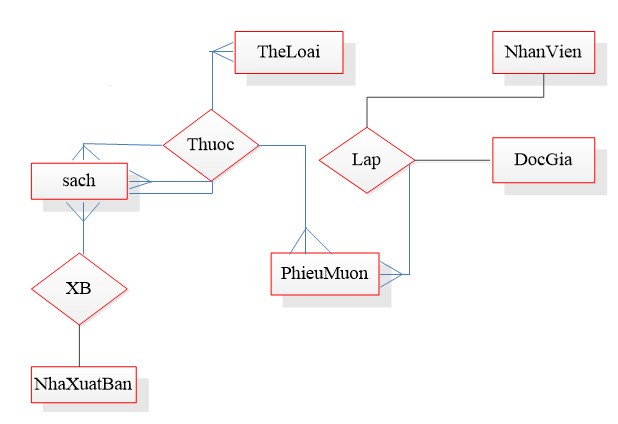 TheLoai
NhanVien
Thuoc
Lap
DocGia
sach
PhieuMuon
XB
NhaXuatBan